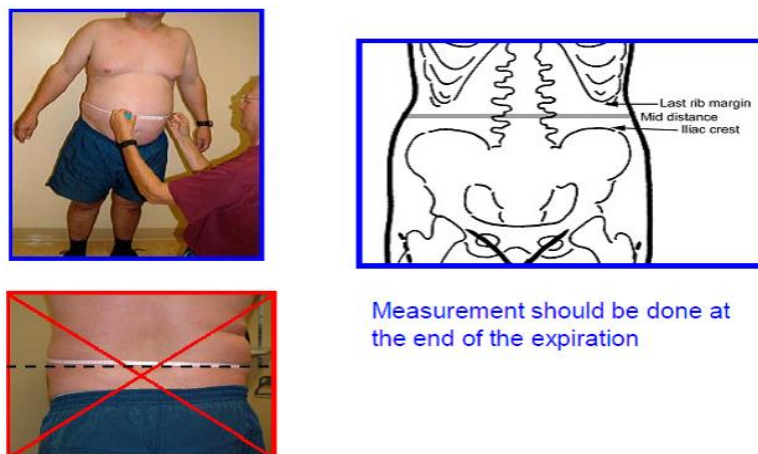 Last rib margin
Mid distance
Iliac crest
Measurement should be done at
the end of the expiration